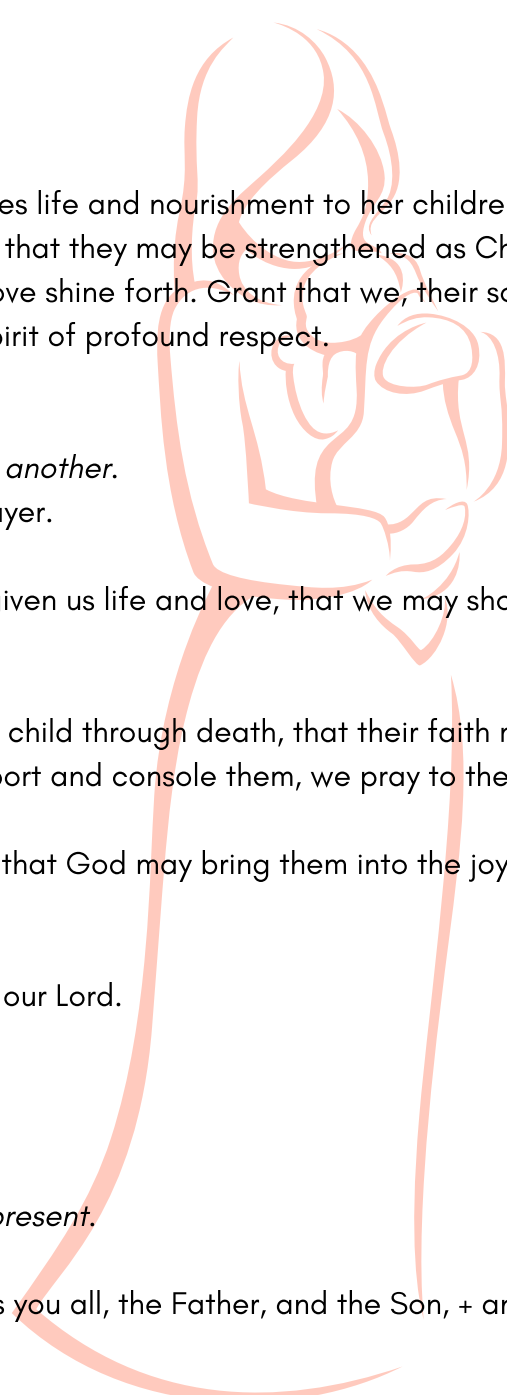 es life and nourishment to her childre
that they may be strengthened as Ch
ove shine forth. Grant that we, their so
irit of profound respect.
another.
ayer.
given us life and love, that we may sho
child through death, that their faith
port and console them, we pray to the
that God may bring them into the joy
our Lord.
present.
s you all, the Father, and the Son, + an